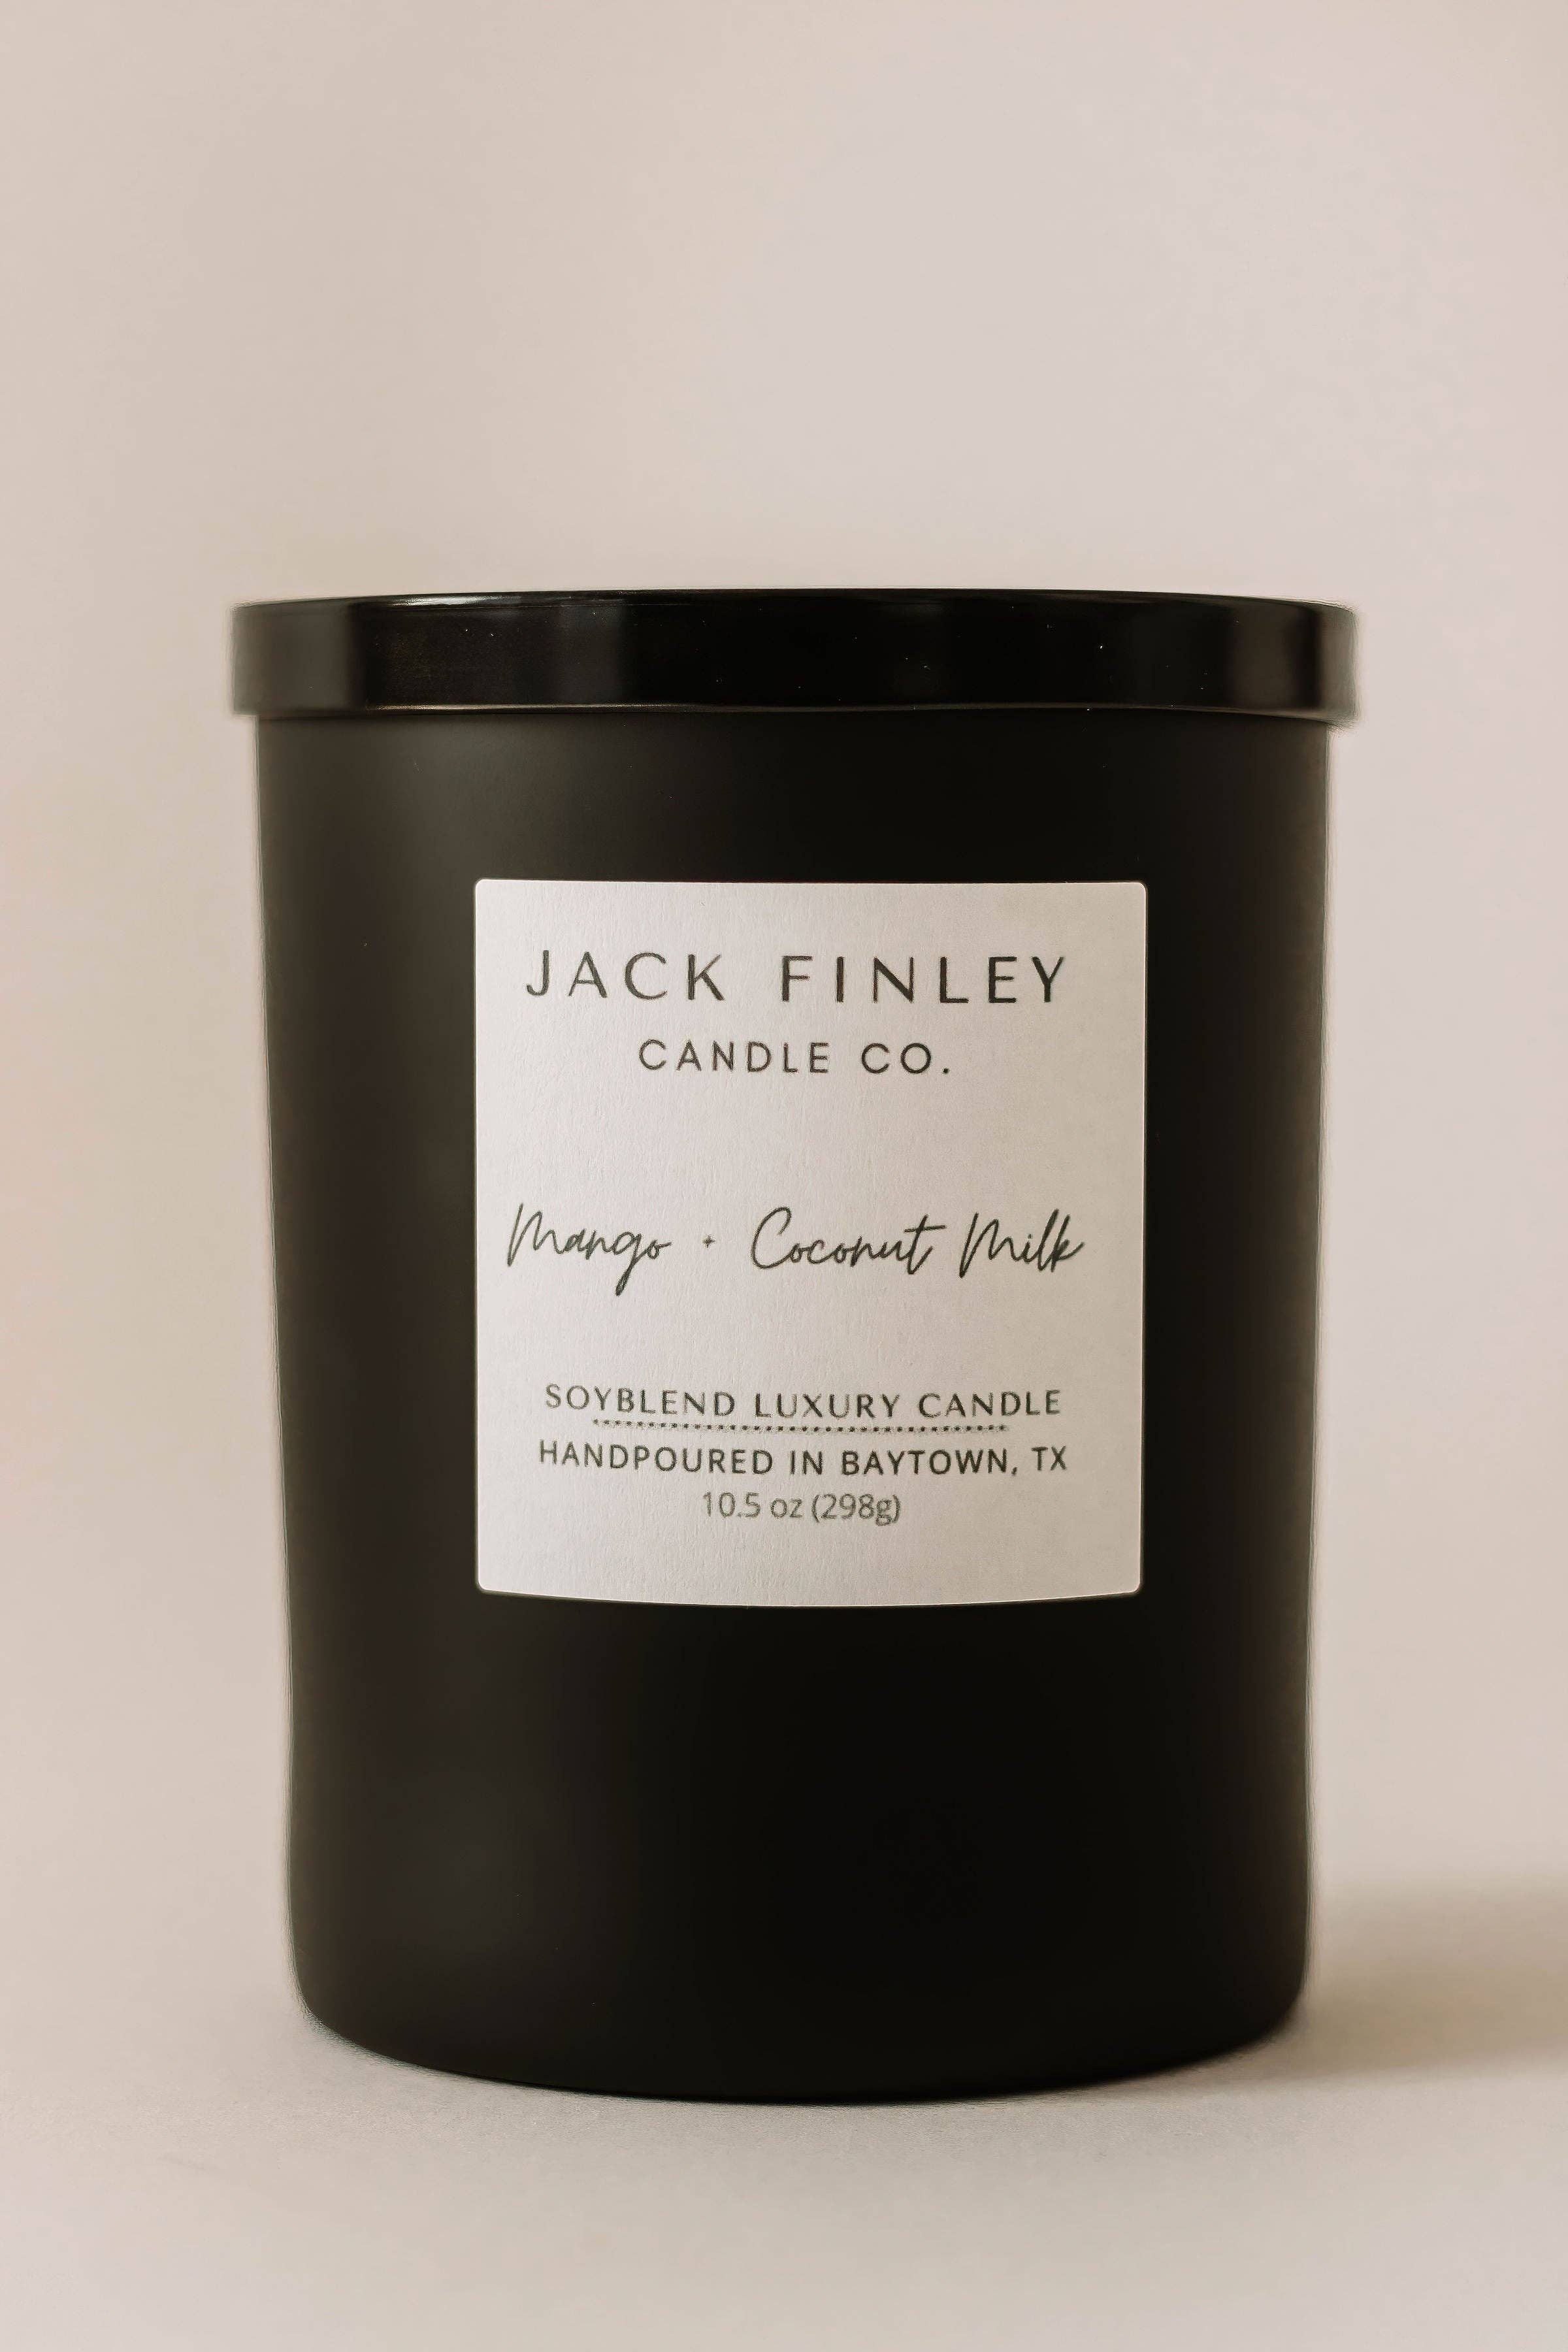 JACK FINLEY
CANDLE CO.
Mango + Coconut Milk
SOYBLEND LUXURY CANDLE
HANDPOURED IN BAYTOWN, TX
10.5 oz (298g)